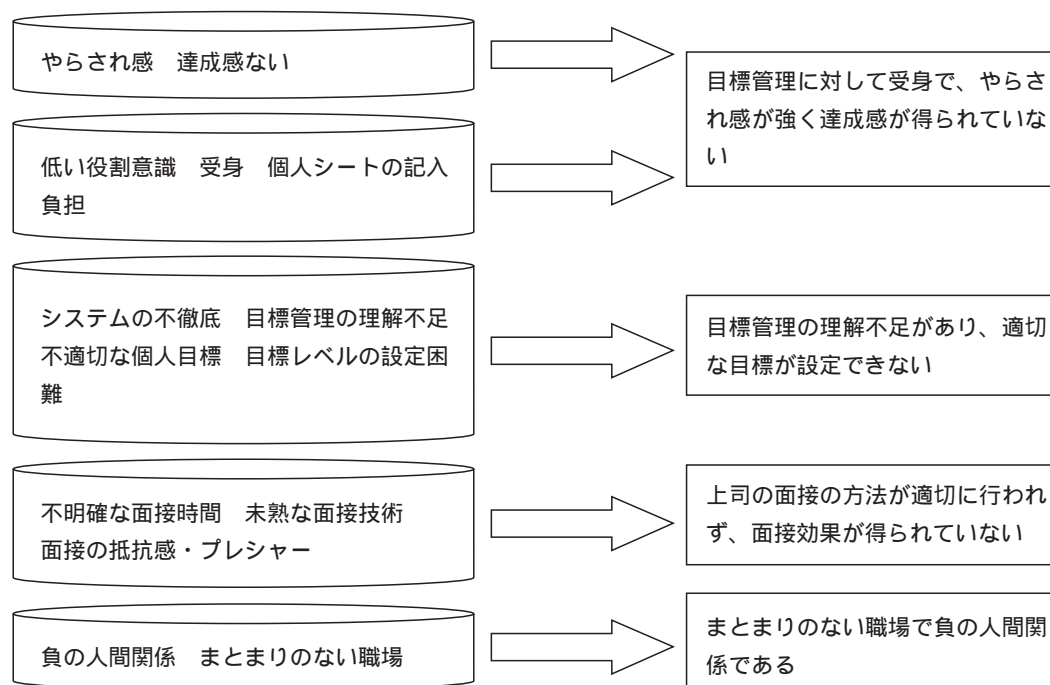 やらされ感　達成感ない
目標管理に対して受身で、やらさ
れ感が強く達成感が得られていな
い
低い役割意識　受身　個人シートの記入
負担
システムの不徹底　目標管理の理解不足
不適切な個人目標　目標レベルの設定困
難
目標管理の理解不足があり、適切
な目標が設定できない
不明確な面接時間　未熟な面接技術
面接の抵抗感・プレシャー
上司の面接の方法が適切に行われ
ず、面接効果が得られていない
負の人間関係　まとまりのない職場
まとまりのない職場で負の人間関
係である